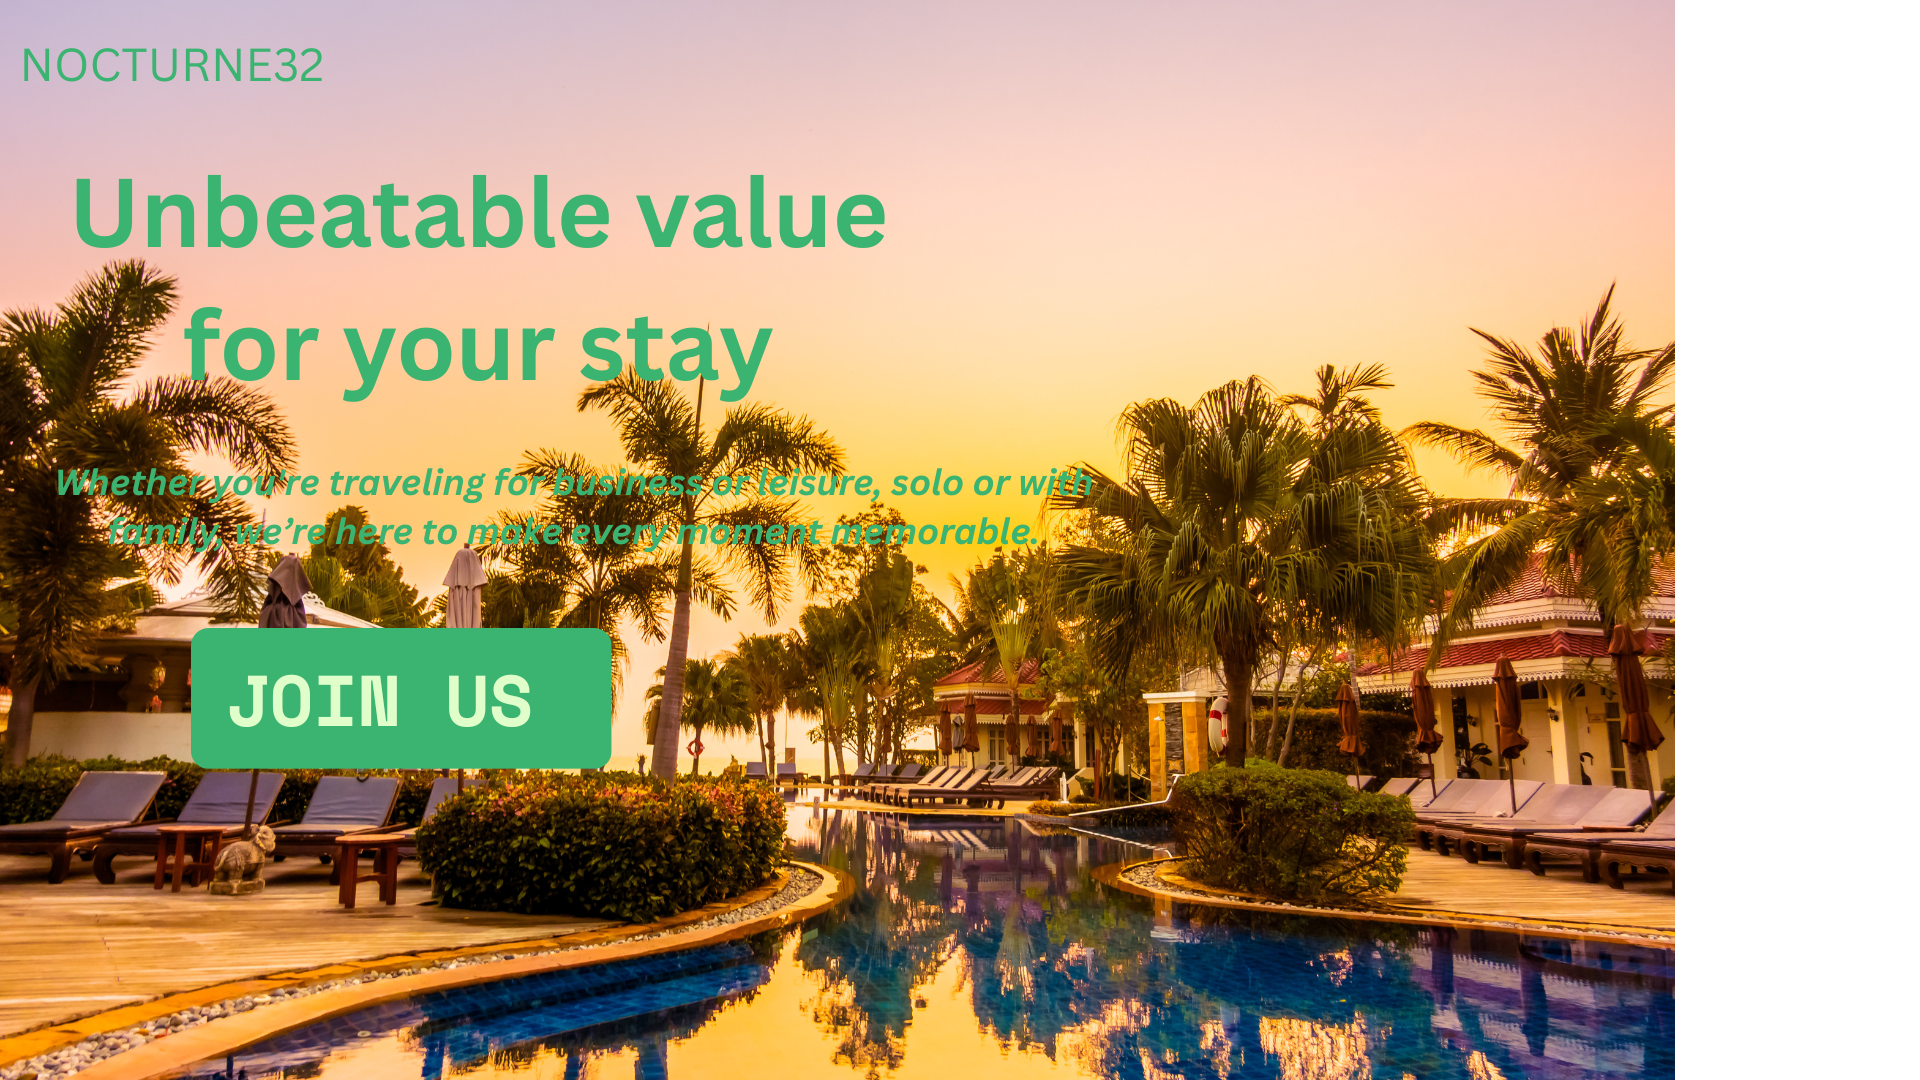 NOCTURNE32
Unbeatable value
for your stay
Whether you're traveling for business or leisure, solo or with
family, we’re here to make every moment memorable.
JOIN US